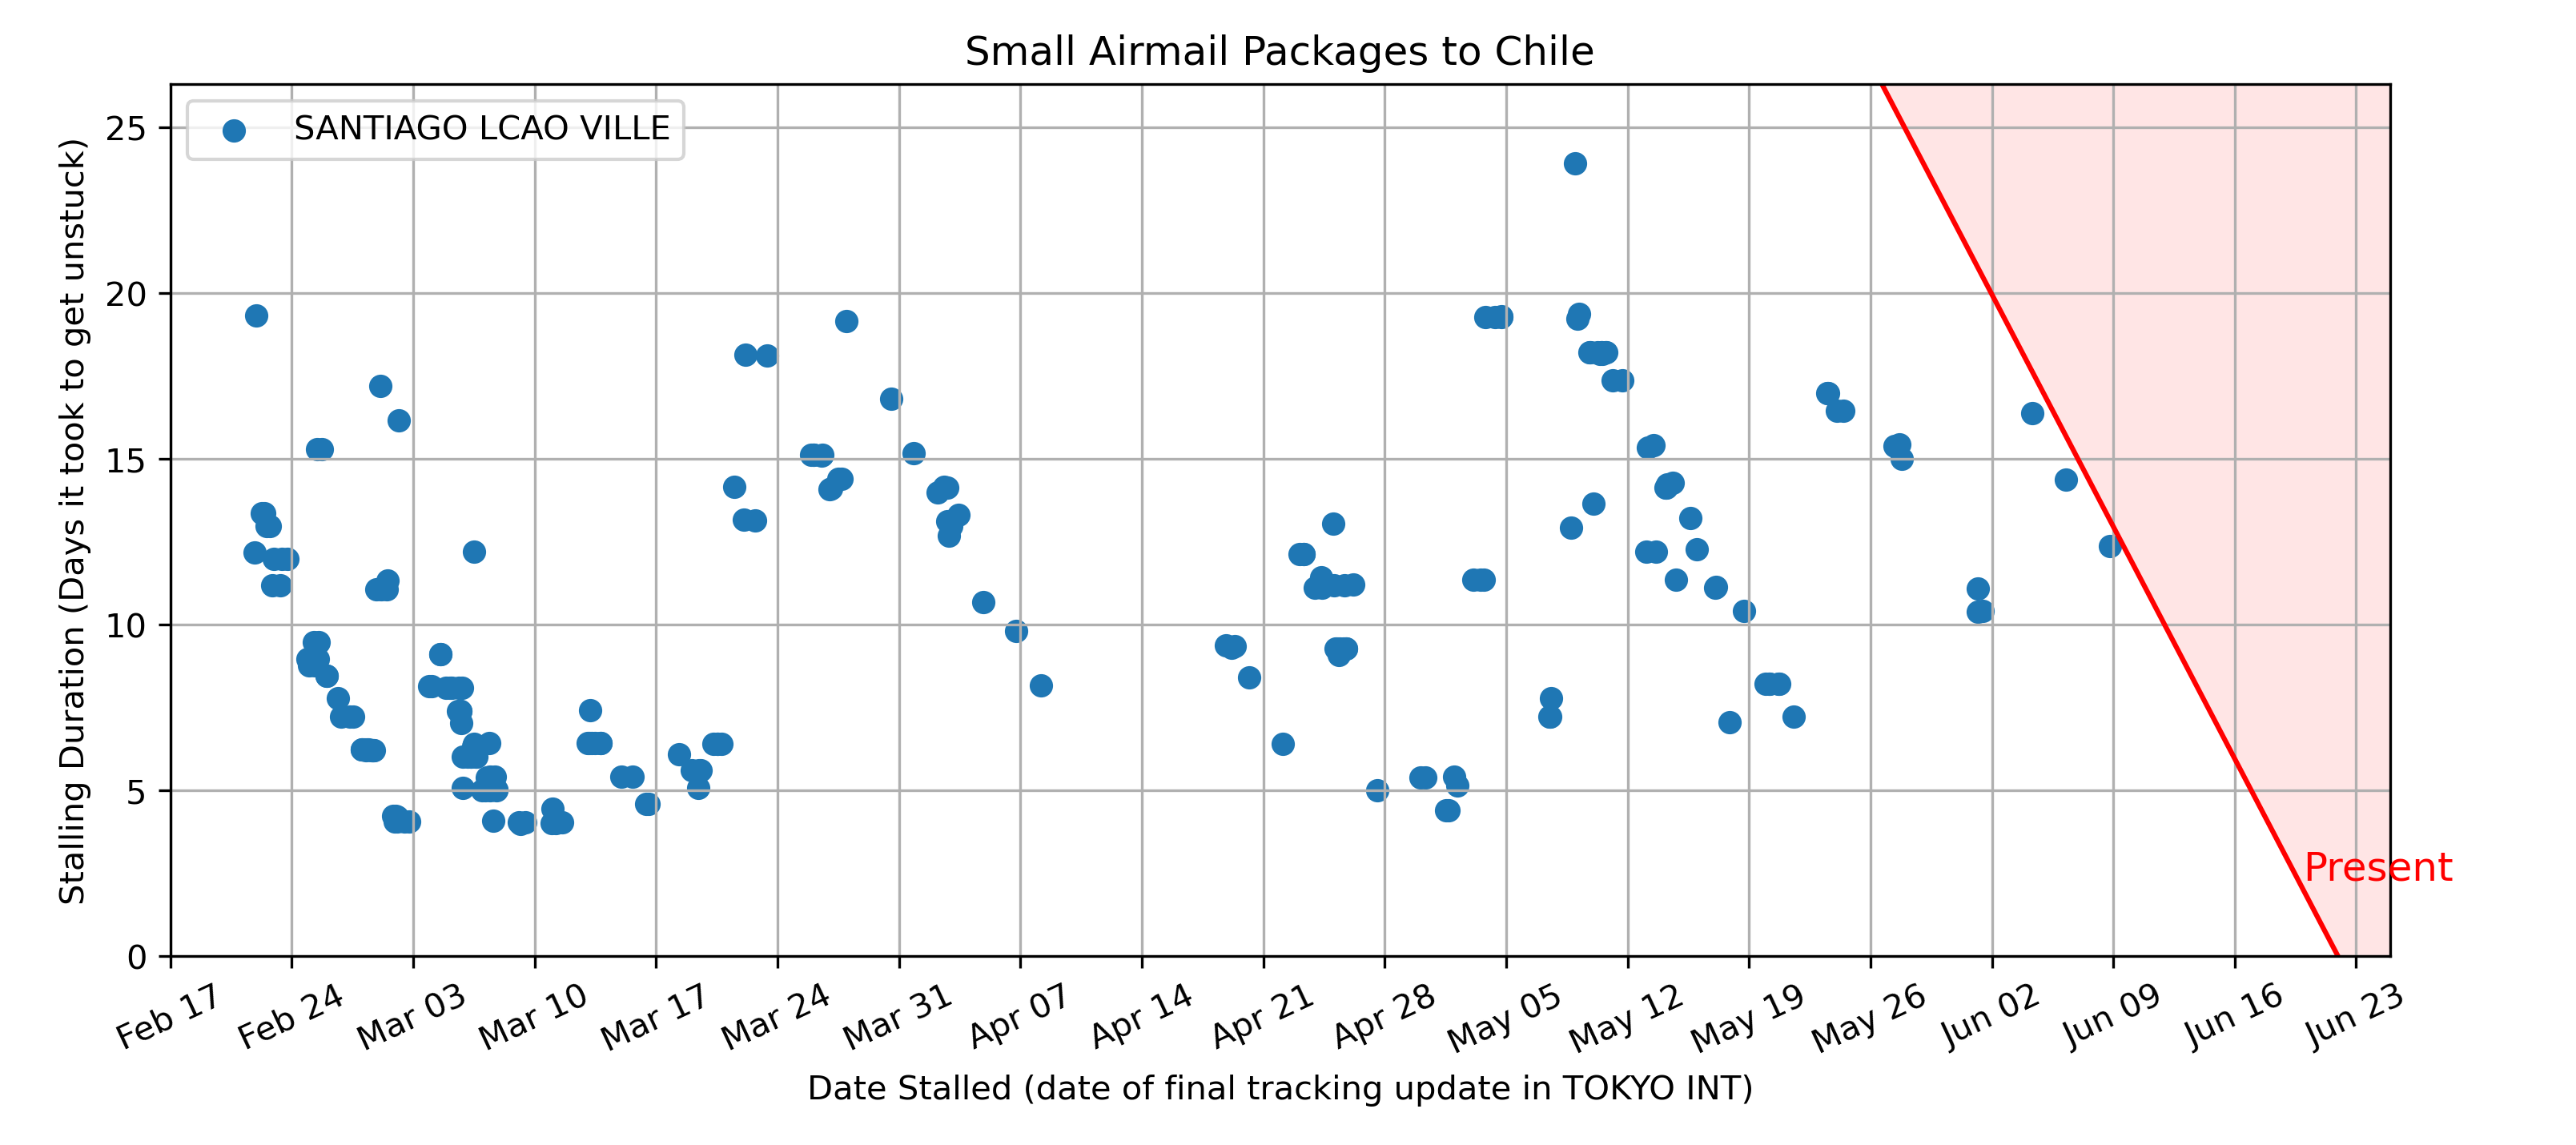 Small Airmail Packages to Chile
SANTIAGO LCAO VILLE
Stalling Duration (Days it took to get unstuck)
25
20
15
10
5
0
Present
Feb 17
Feb 24
Mar 03
Mar 10
Mar 17
Mar 24
Mar 31
Apr 07
Apr 14
Apr 21
Apr 28
May 05
May 12
May 19
May 26
Jun 02
Jun 09
Jun 16
Jun 23
Date Stalled (date of final tracking update in TOKYO INT)